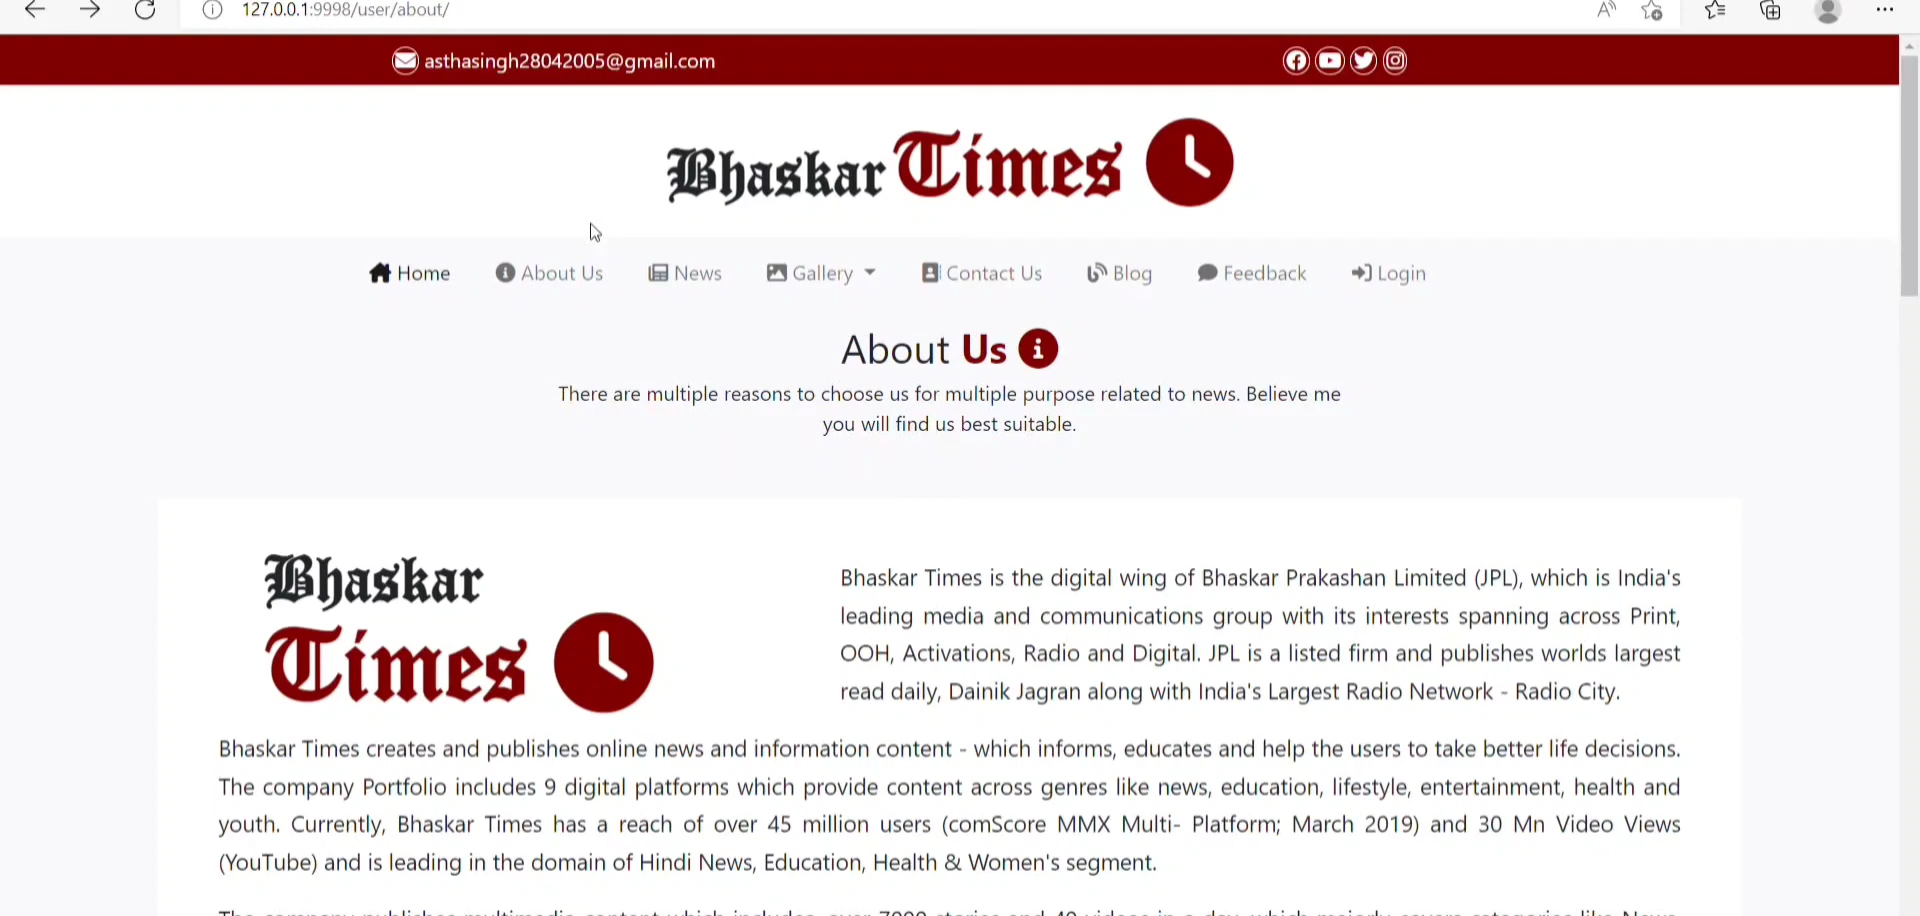 127.0.0.1:9998/user/about/
asthasingh28042005@gmail.com
Bhaskar Times
Home About Us News Gallery Contact Us Blog Feedback Login
About Us
There are multiple reasons to choose us for multiple purpose related to news. Believe me
you will find us best suitable.
Bhaskar
Times
Bhaskar Times is the digital wing of Bhaskar Prakashan Limited (JPL), which is India's
leading media and communications group with its interests spanning across Print,
OOH, Activations, Radio and Digital. JPL is a listed firm and publishes worlds largest
read daily, Dainik Jagran along with India's Largest Radio Network - Radio City.
Bhaskar Times creates and publishes online news and information content - which informs, educates and help the users to take better life decisions.
The company Portfolio includes 9 digital platforms which provide content across genres like news, education, lifestyle, entertainment, health and
youth. Currently, Bhaskar Times has a reach of over 45 million users (comScore MMX Multi- Platform; March 2019) and 30 Mn Video Views
(YouTube) and is leading in the domain of Hindi News, Education, Health & Women's segment.